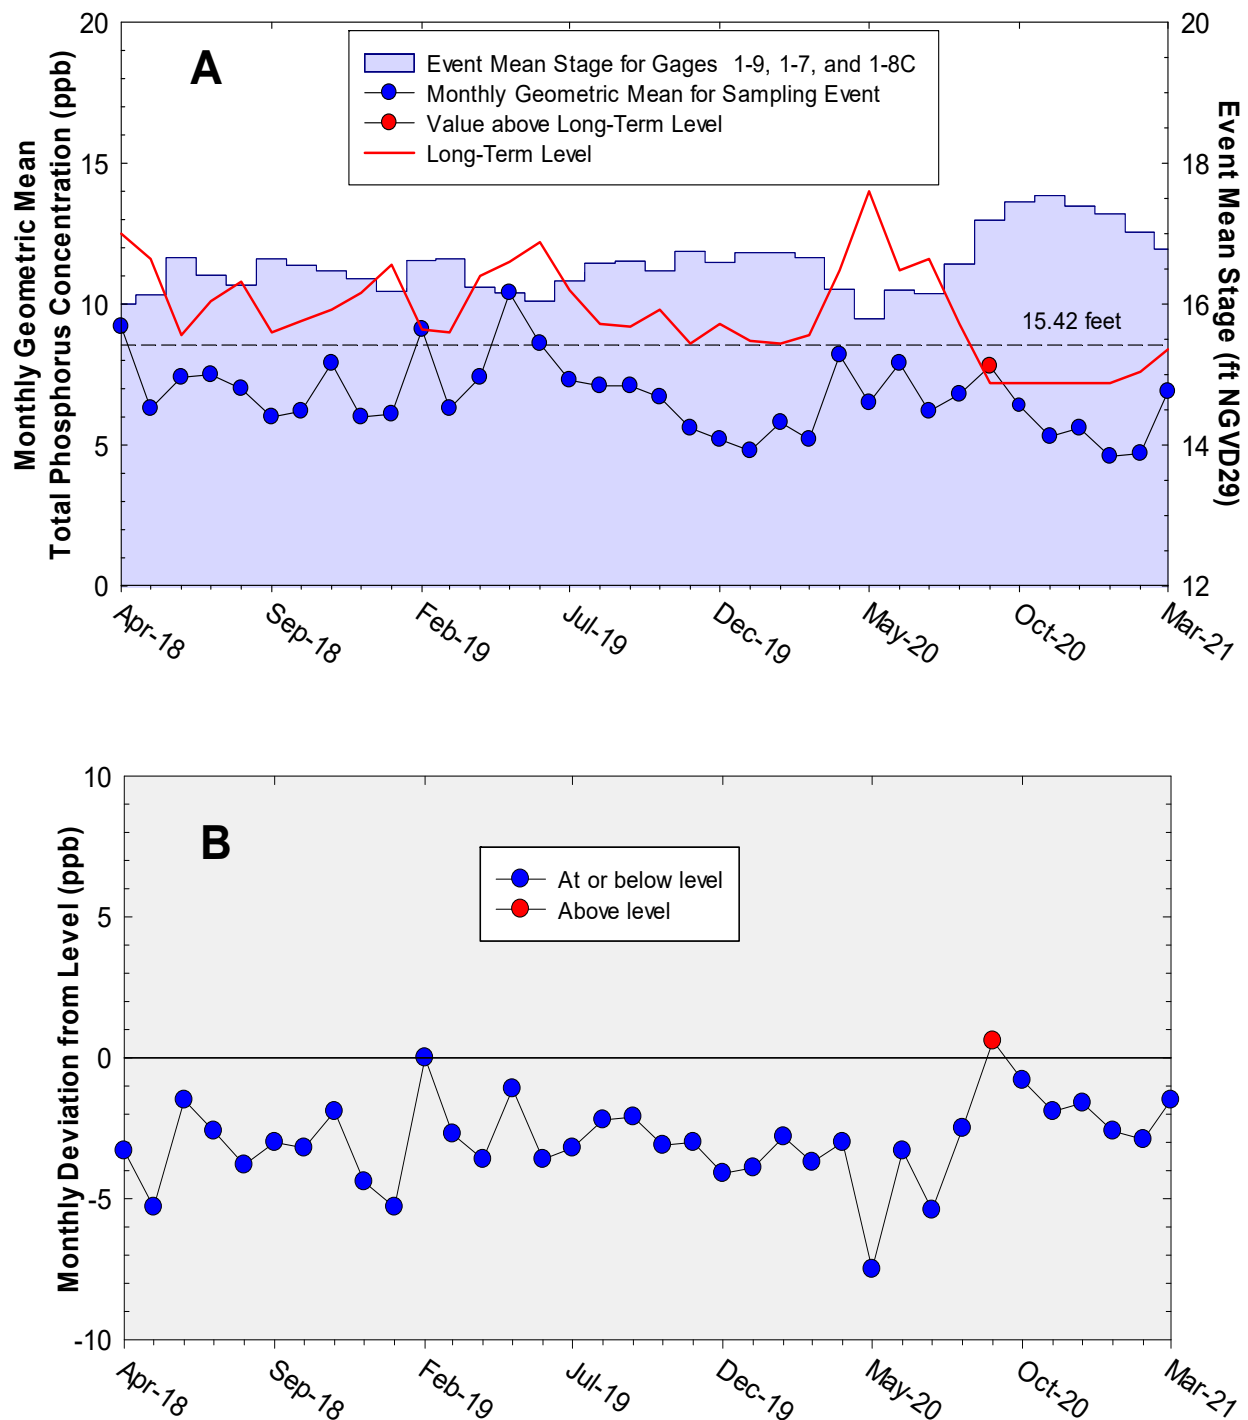 20
15
10
5
0
Monthly Geometric Mean
Total Phosphorus Concentration (ppb)
A
Event Mean Stage for Gages 1-9, 1-7, and 1-8C
Monthly Geometric Mean for Sampling Event
Value above Long-Term Level
Long-Term Level
15.42 feet
20
18
16
14
12
Event Mean Stage (ft NGVD29)
Apr-18
Sep-18
Feb-19
Jul-19
Dec-19
May-20
Oct-20
Mar-21
10
5
0
-5
-10
Monthly Deviation from Level (ppb)
B
At or below level
Above level
Apr-18
Sep-18
Feb-19
Jul-19
Dec-19
May-20
Oct-20
Mar-21